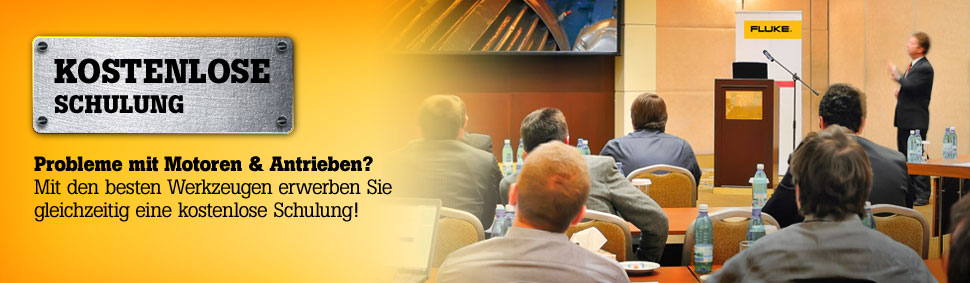 KOSTENLOSE
SCHULUNG
Probleme mit Motoren & Antrieben?
Mit den besten Werkzeugen erwerben Sie
gleichzeitig eine kostenlose Schulung!
FLUKE.